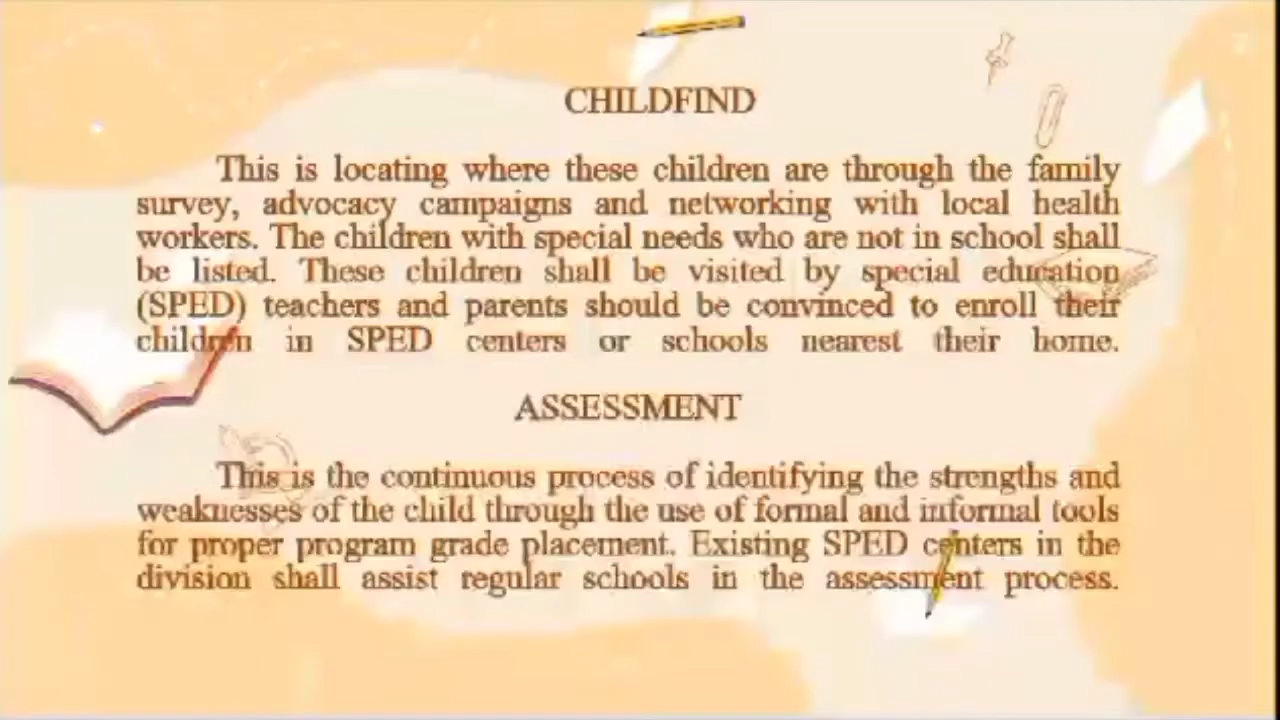 CHILDFIND
This is locating where these children are through the family
survey, advocacy campaigns and networking with local health
workers. The children with special needs who are not in school shall
be listed. These children shall be visited by special education
(SPED) teachers and parents should be convinced to enroll their
children in SPED centers or schools nearest their home.
ASSESSMENT
This is the continuous process of identifying the strengths and
weaknesses of the child through the use of formal and informal tools
for proper program grade placement. Existing SPED centers in the
division shall assist regular schools in the assessment process.